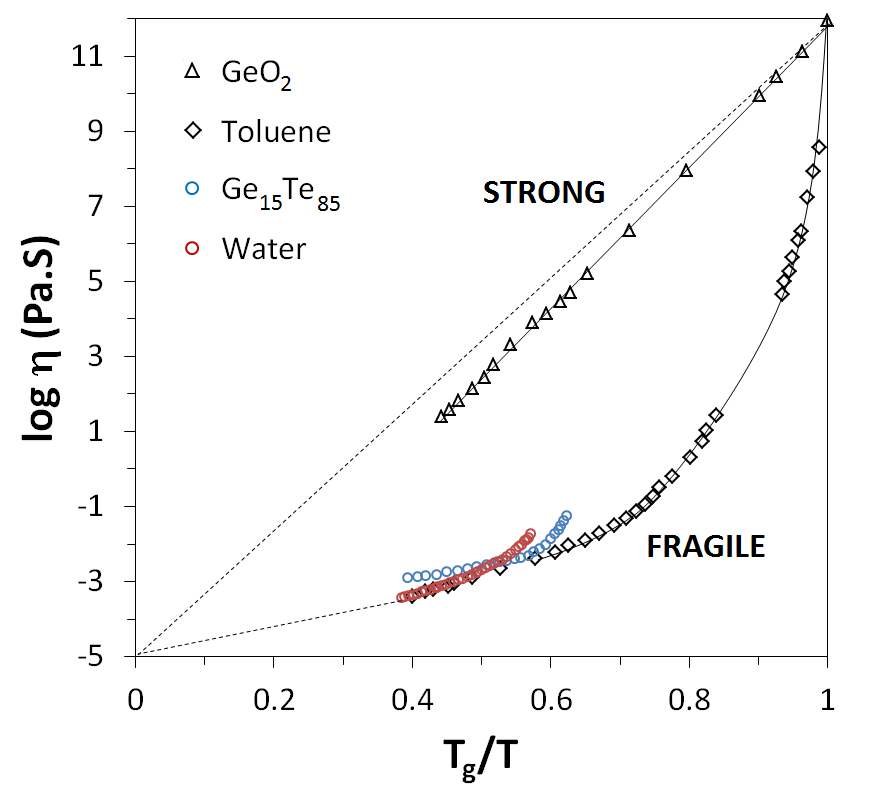 GeO₂
Toluene
Ge₁₅Te₈₅
Water
STRONG
FRAGILE
log η (Pa.S)
11
9
7
5
3
1
-1
-3
-5
0
0.2
0.4
0.6
0.8
1
T_g/T